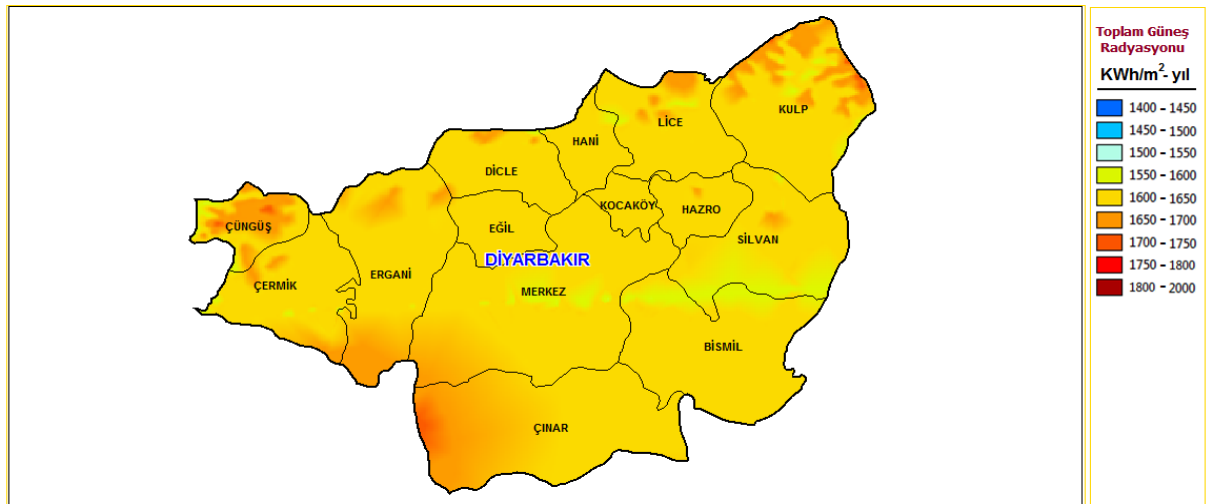 KULP
LİCE
HANİ
DİCLE
KOCAKÖY
HAZRO
ÇÜNGÜŞ
EĞİL
SİLVAN
DİYARBAKIR
ERGANİ
ÇERMİK
MERKEZ
BİSMİL
ÇINAR
Toplam Güneş
Radyasyonu
KWh/m²- yıl
1400 - 1450
1450 - 1500
1500 - 1550
1550 - 1600
1600 - 1650
1650 - 1700
1700 - 1750
1750 - 1800
1800 - 2000